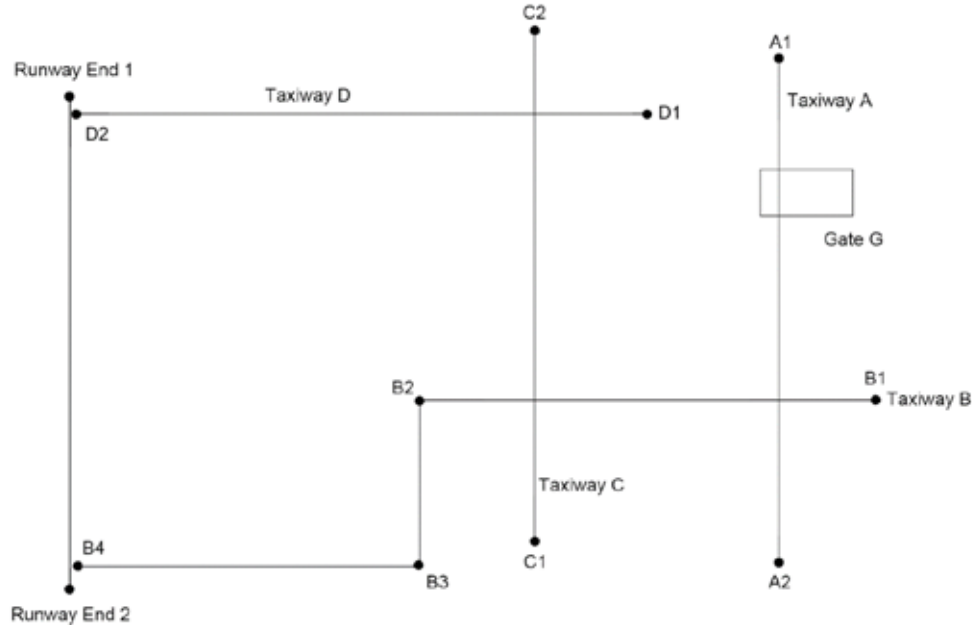 C2
A1
Runway End 1
Taxiway D
Taxiway A
D1
D2
Gate G
B2
B1
Taxiway B
Taxiway C
B4
C1
B3
A2
Runway End 2